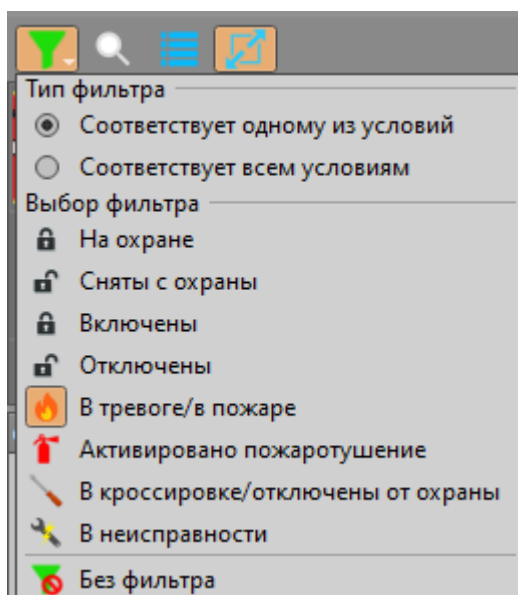 Тип фильтра
Соответствует одному из условий
Соответствует всем условиям
Выбор фильтра
На охране
Сняты с охраны
Включены
Отключены
В тревоге/в пожаре
Активировано пожаротушение
В кроссировке/отключены от охраны
В неисправности
Без фильтра